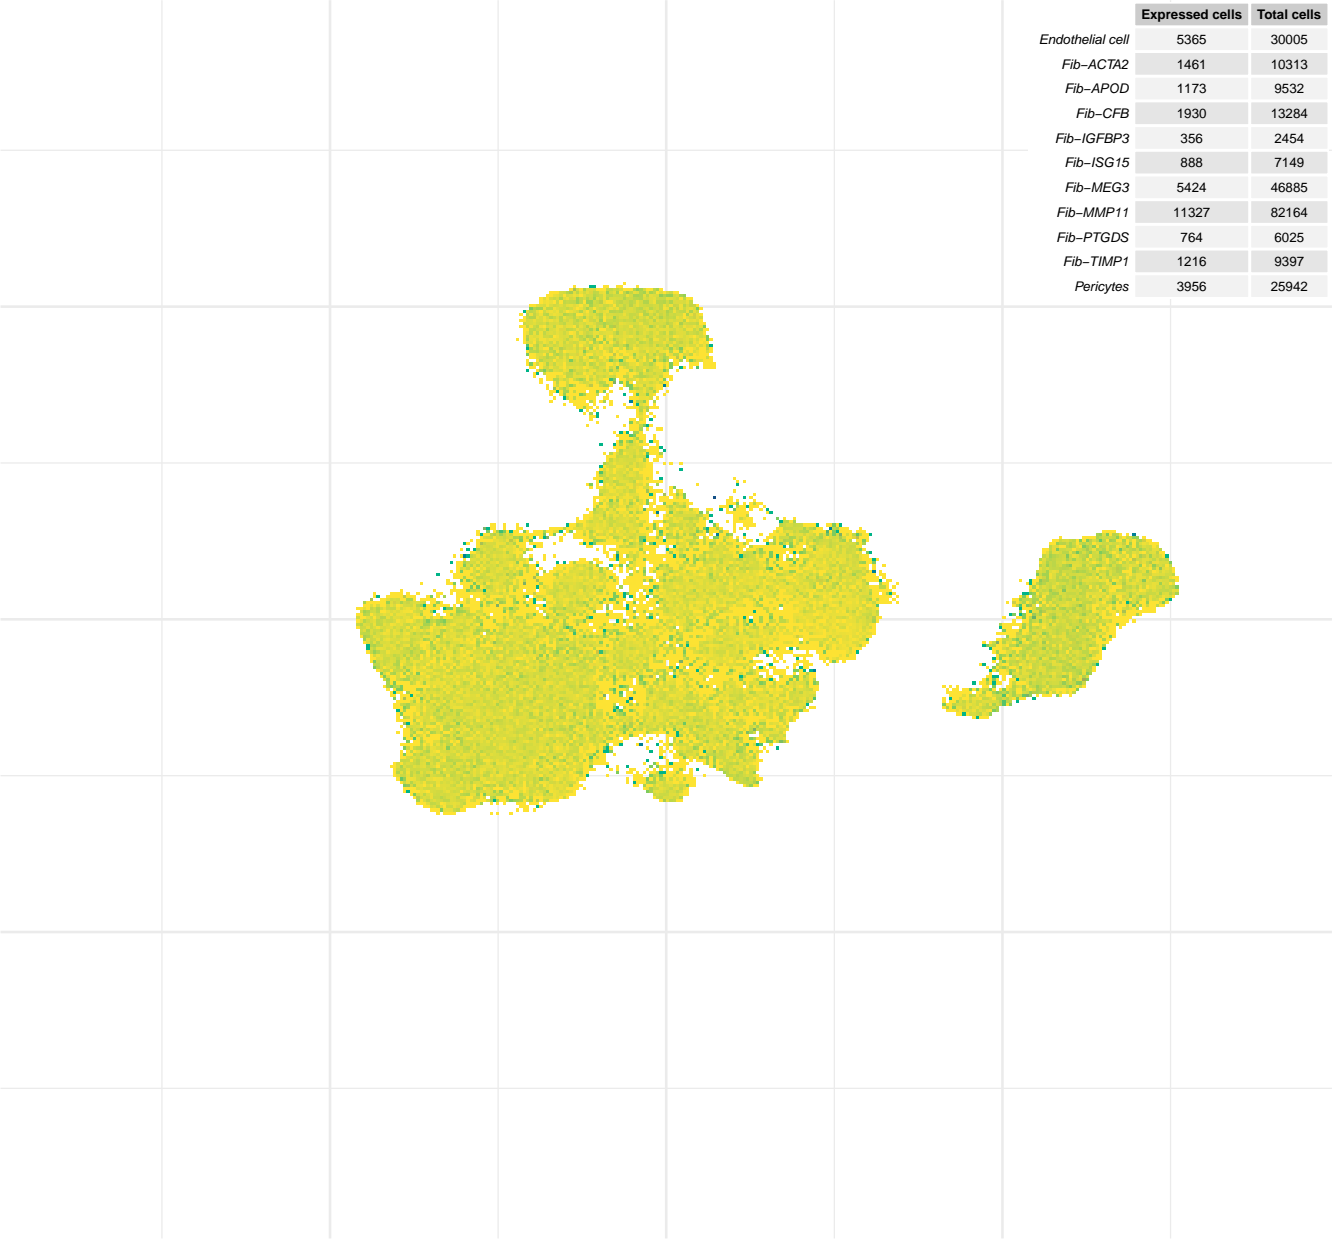 Expressed cells Total cells
Endothelial cell 5365 30005
Fib−ACTA2 1461 10313
Fib−APOD 1173 9532
Fib−CFB 1930 13284
Fib−IGFBP3 356 2454
Fib−ISG15 888 7149
Fib−MEG3 5424 46885
Fib−MMP11 11327 82164
Fib−PTGDS 764 6025
Fib−TIMP1 1216 9397
Pericytes 3956 25942